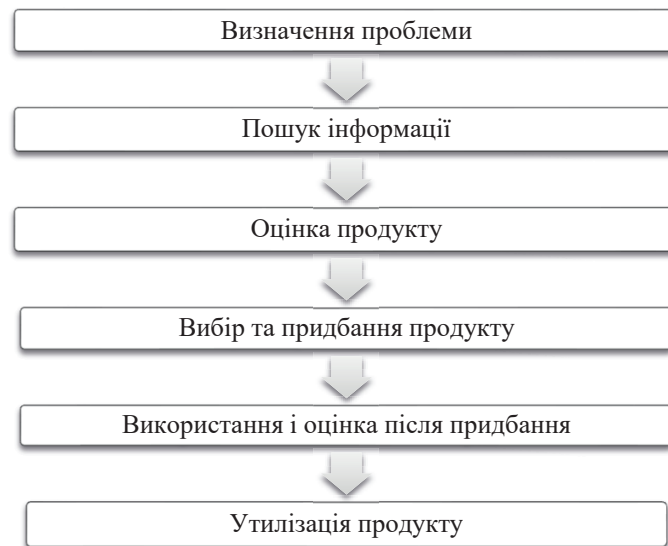 Визначення проблеми
Пошук інформації
Оцінка продукту
Вибір та придбання продукту
Використання і оцінка після придбання
Утилізація продукту